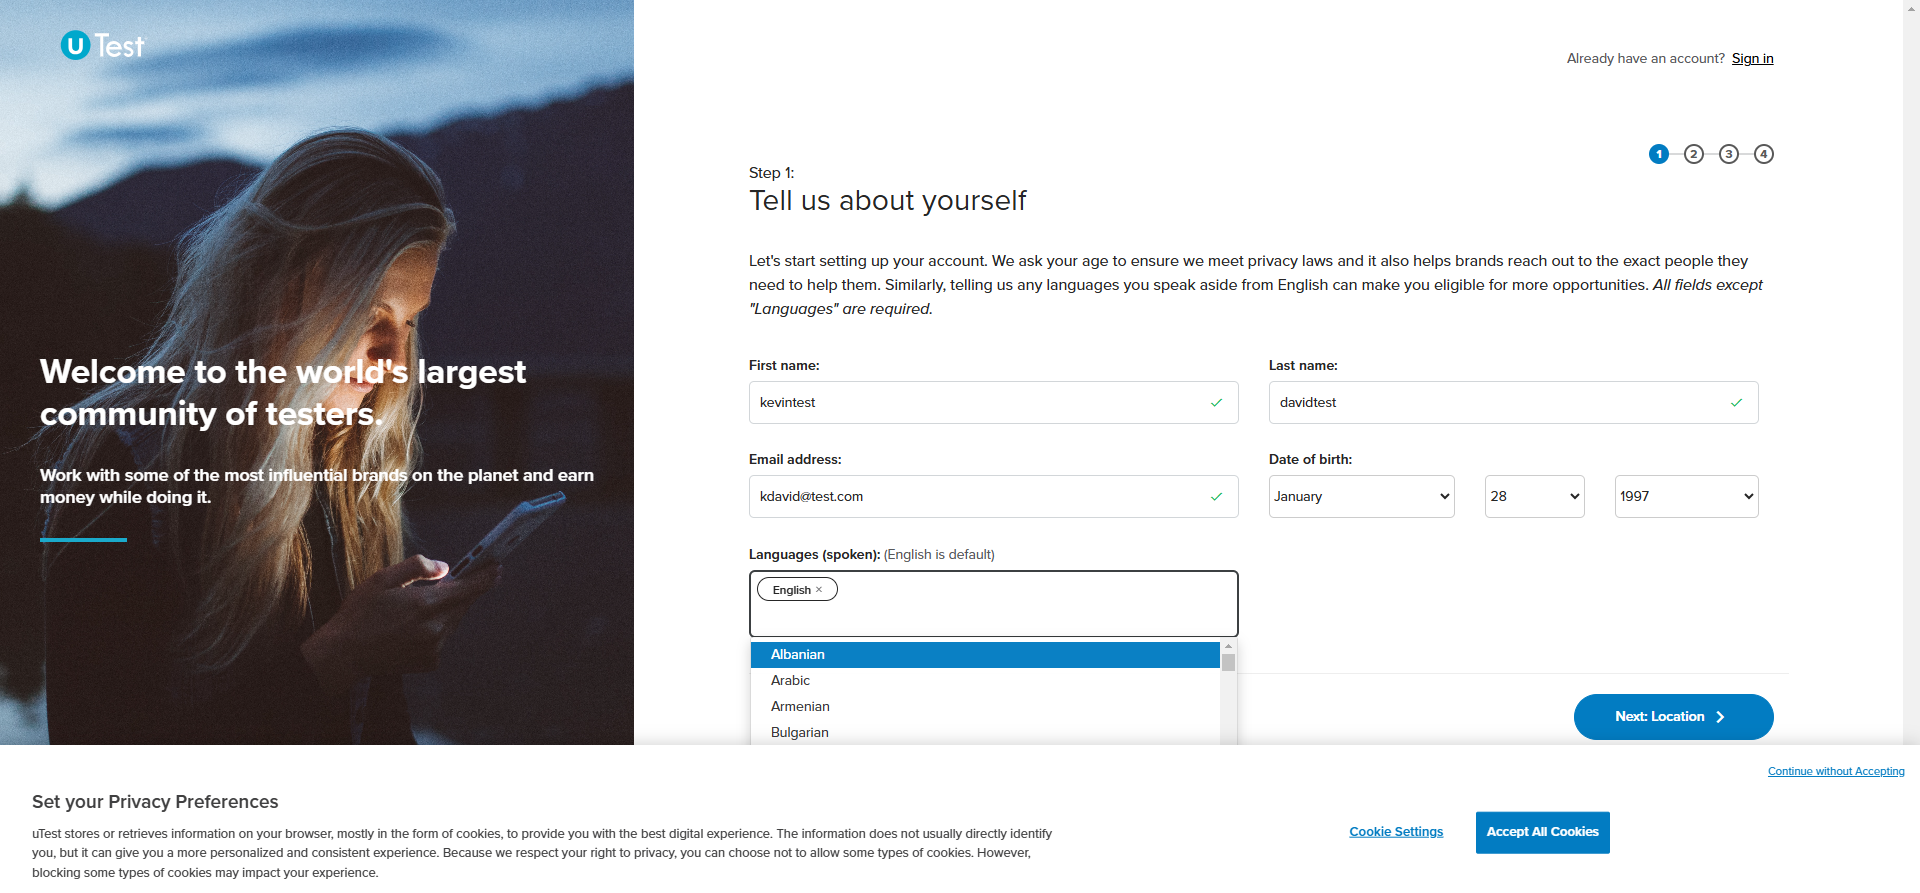 U Test
Already have an account? Sign in
1 2 3 4
Step 1:
Tell us about yourself
Let's start setting up your account. We ask your age to ensure we meet privacy laws and it also helps brands reach out to the exact people they
need to help them. Similarly, telling us any languages you speak aside from English can make you eligible for more opportunities. All fields except
"Languages" are required.
Welcome to the world's largest
community of testers.
Work with some of the most influential brands on the planet and earn
money while doing it.
First name:
Last name:
kevintest
davidtest
Email address:
Date of birth:
kdavid@test.com
January
28
1997
Languages (spoken): (English is default)
English ×
Albanian
Arabic
Armenian
Bulgarian
Next: Location
Continue without Accepting
Set your Privacy Preferences
uTest stores or retrieves information on your browser, mostly in the form of cookies, to provide you with the best digital experience. The information does not usually directly identify
you, but it can give you a more personalized and consistent experience. Because we respect your right to privacy, you can choose not to allow some types of cookies. However,
blocking some types of cookies may impact your experience.
Cookie Settings
Accept All Cookies